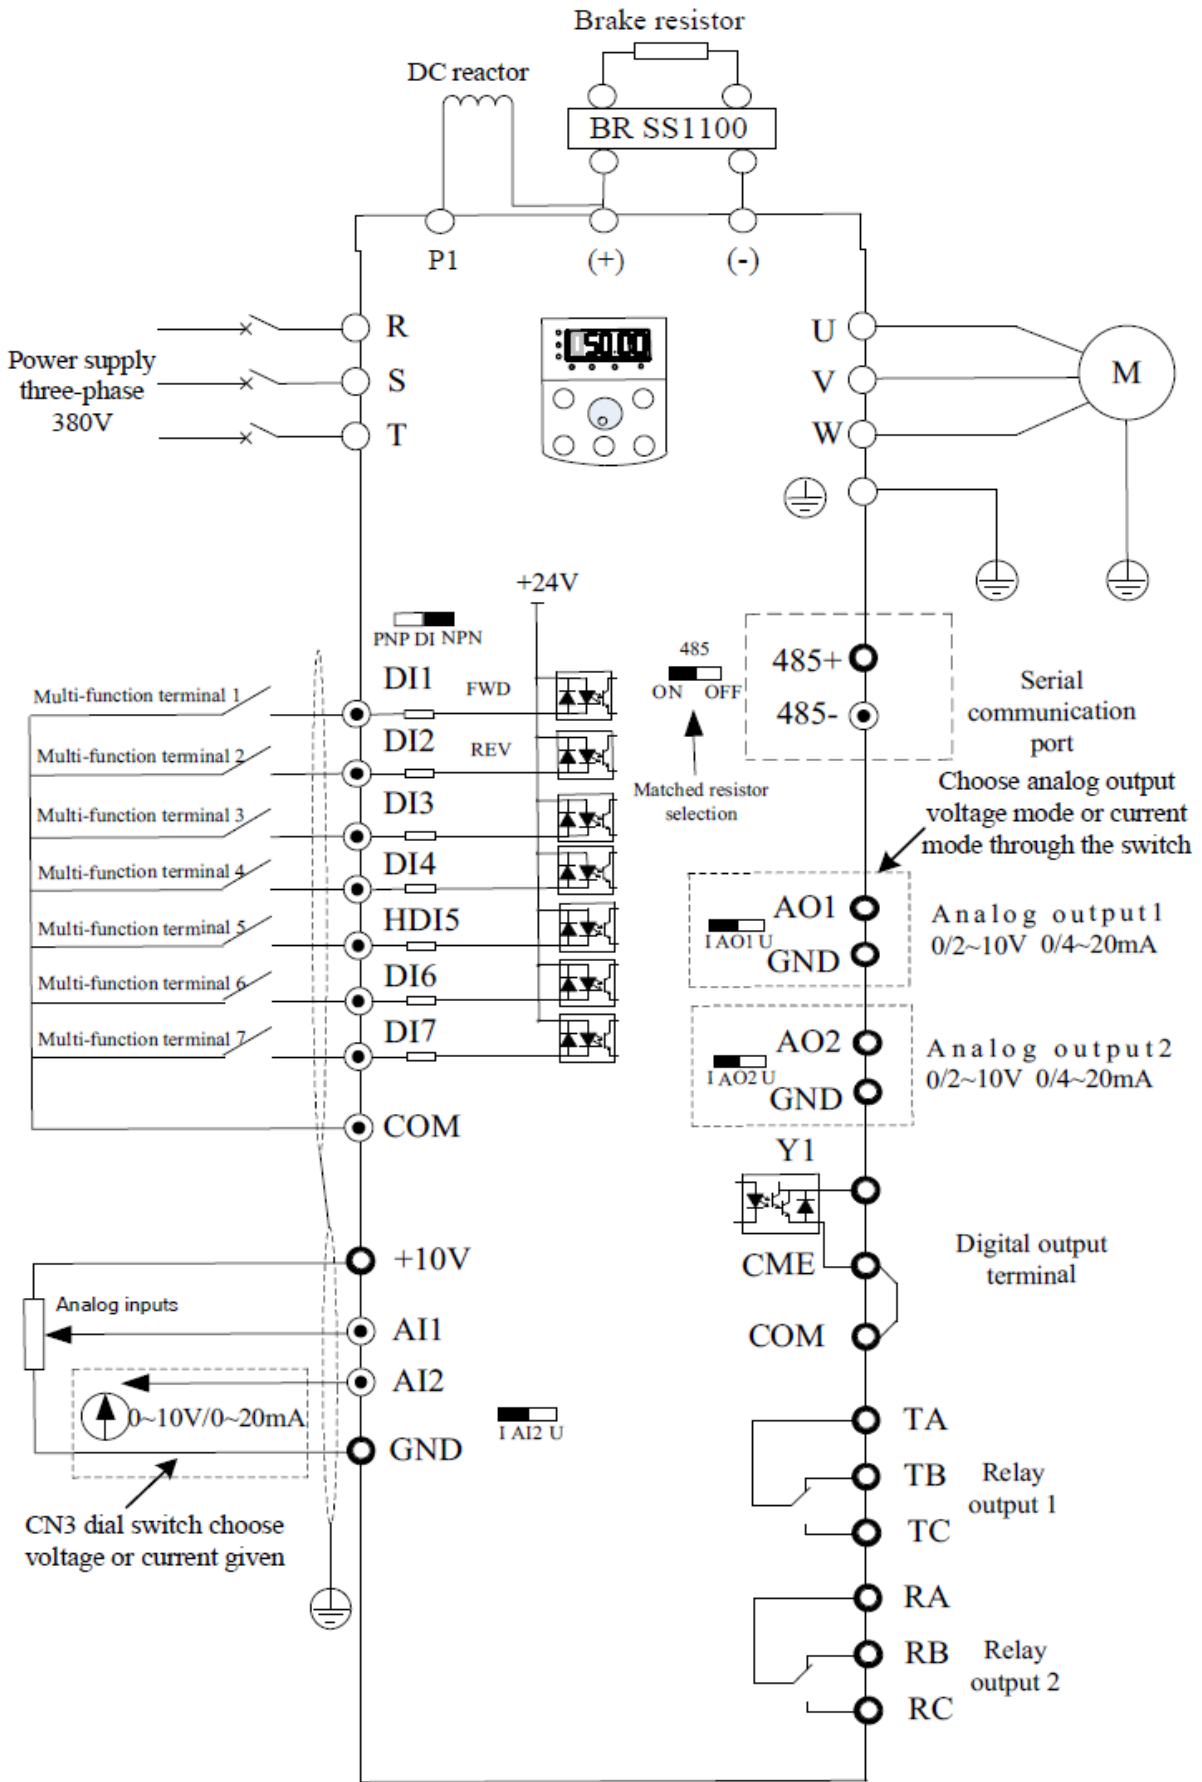 Brake resistor
DC reactor
BR SS1100
P1
(+)
(-)
R
S
T
Power supply
three-phase
380V
50.00
U
V
W
M
+24V
PNP DI NPN
DI1
FWD
Multi-function terminal 1
DI2
REV
Multi-function terminal 2
DI3
Multi-function terminal 3
DI4
Multi-function terminal 4
HDI5
Multi-function terminal 5
DI6
Multi-function terminal 6
DI7
Multi-function terminal 7
COM
485
ON OFF
Matched resistor
selection
485+
485-
Serial
communication
port
Choose analog output
voltage mode or current
mode through the switch
AO1
I AO1 U
GND
Analog output1
0/2~10V 0/4~20mA
AO2
I AO2 U
GND
Analog output2
0/2~10V 0/4~20mA
Y1
CME
COM
Digital output
terminal
+10V
Analog inputs
AI1
AI2
0~10V/0~20mA
I AI2 U
GND
CN3 dial switch choose
voltage or current given
TA
TB
TC
Relay
output 1
RA
RB
RC
Relay
output 2